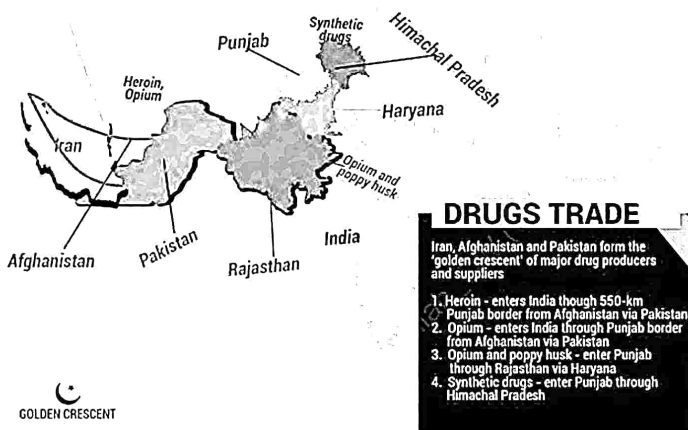 Synthetic
drugs
Punjab
Himachal Pradesh
Heroin,
Opium
Haryana
Iran
Opium and
poppy husk
Afghanistan
Pakistan
Rajasthan
India
DRUGS TRADE
Iran, Afghanistan and Pakistan form the
'golden crescent' of major drug producers
and suppliers
1. Heroin - enters India though 550-km
Punjab border from Afghanistan via Pakistan
2. Opium - enters India through Punjab border
from Afghanistan via Pakistan
3. Opium and poppy husk - enter Punjab
through Rajasthan via Haryana
4. Synthetic drugs - enter Punjab through
Himachal Pradesh
GOLDEN CRESCENT